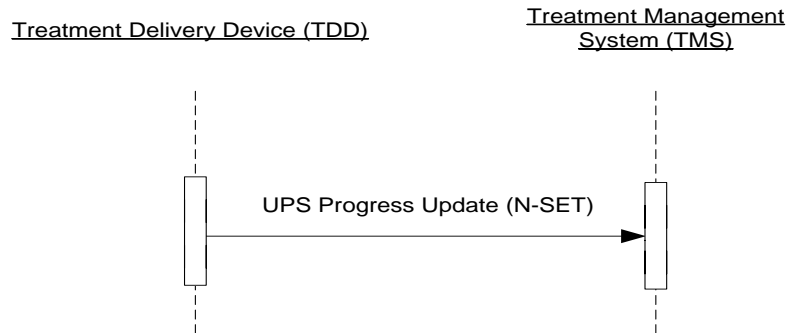 Treatment Delivery Device (TDD)
Treatment Management
System (TMS)
UPS Progress Update (N-SET)